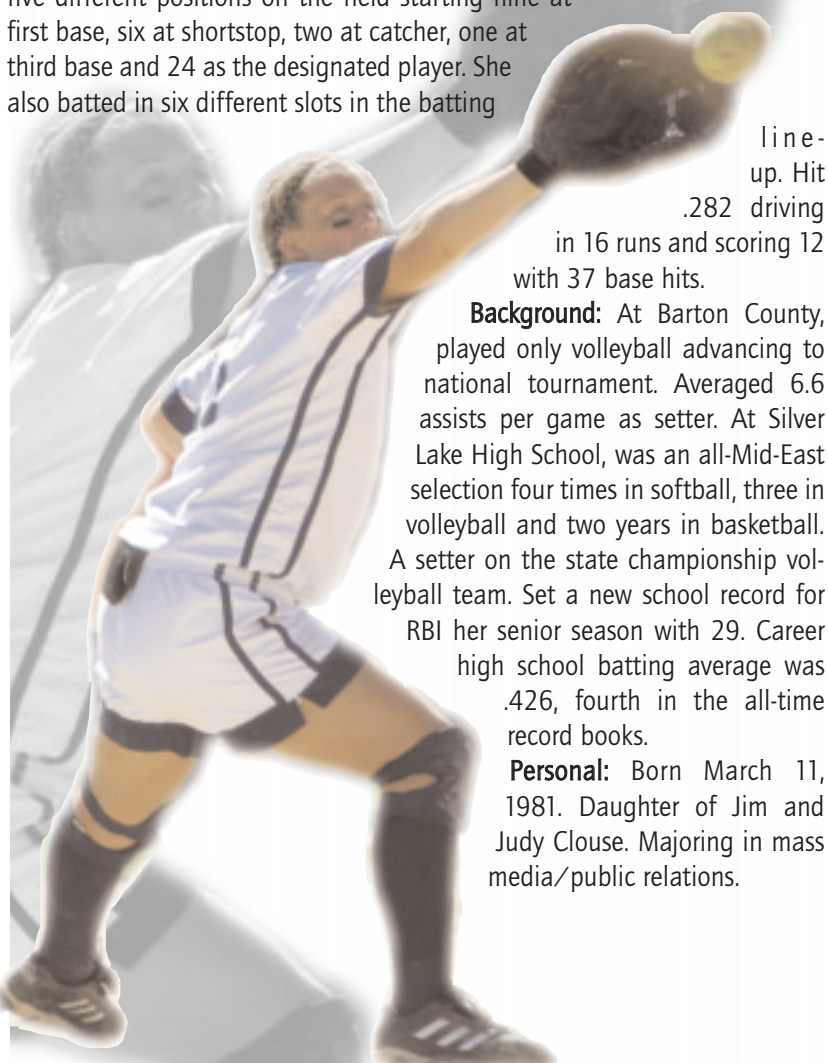 five different positions on the field starting nine at
first base, six at shortstop, two at catcher, one at
third base and 24 as the designated player. She
also batted in six different slots in the batting
line-
up. Hit
.282 driving
in 16 runs and scoring 12
with 37 base hits.
Background: At Barton County,
played only volleyball advancing to
national tournament. Averaged 6.6
assists per game as setter. At Silver
Lake High School, was an all-Mid-East
selection four times in softball, three in
volleyball and two years in basketball.
A setter on the state championship vol-
leyball team. Set a new school record for
RBI her senior season with 29. Career
high school batting average was
.426, fourth in the all-time
record books.
Personal: Born March 11,
1981. Daughter of Jim and
Judy Clouse. Majoring in mass
media/public relations.